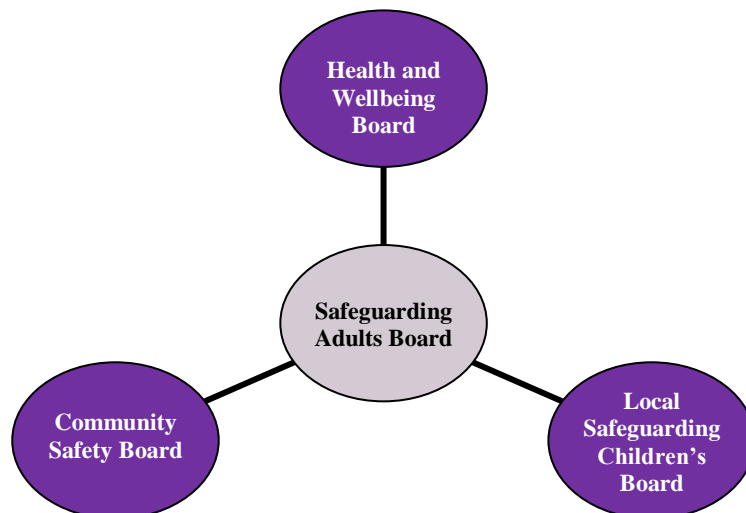 Health and
Wellbeing
Board
Safeguarding
Adults Board
Community
Safety Board
Local
Safeguarding
Children’s
Board